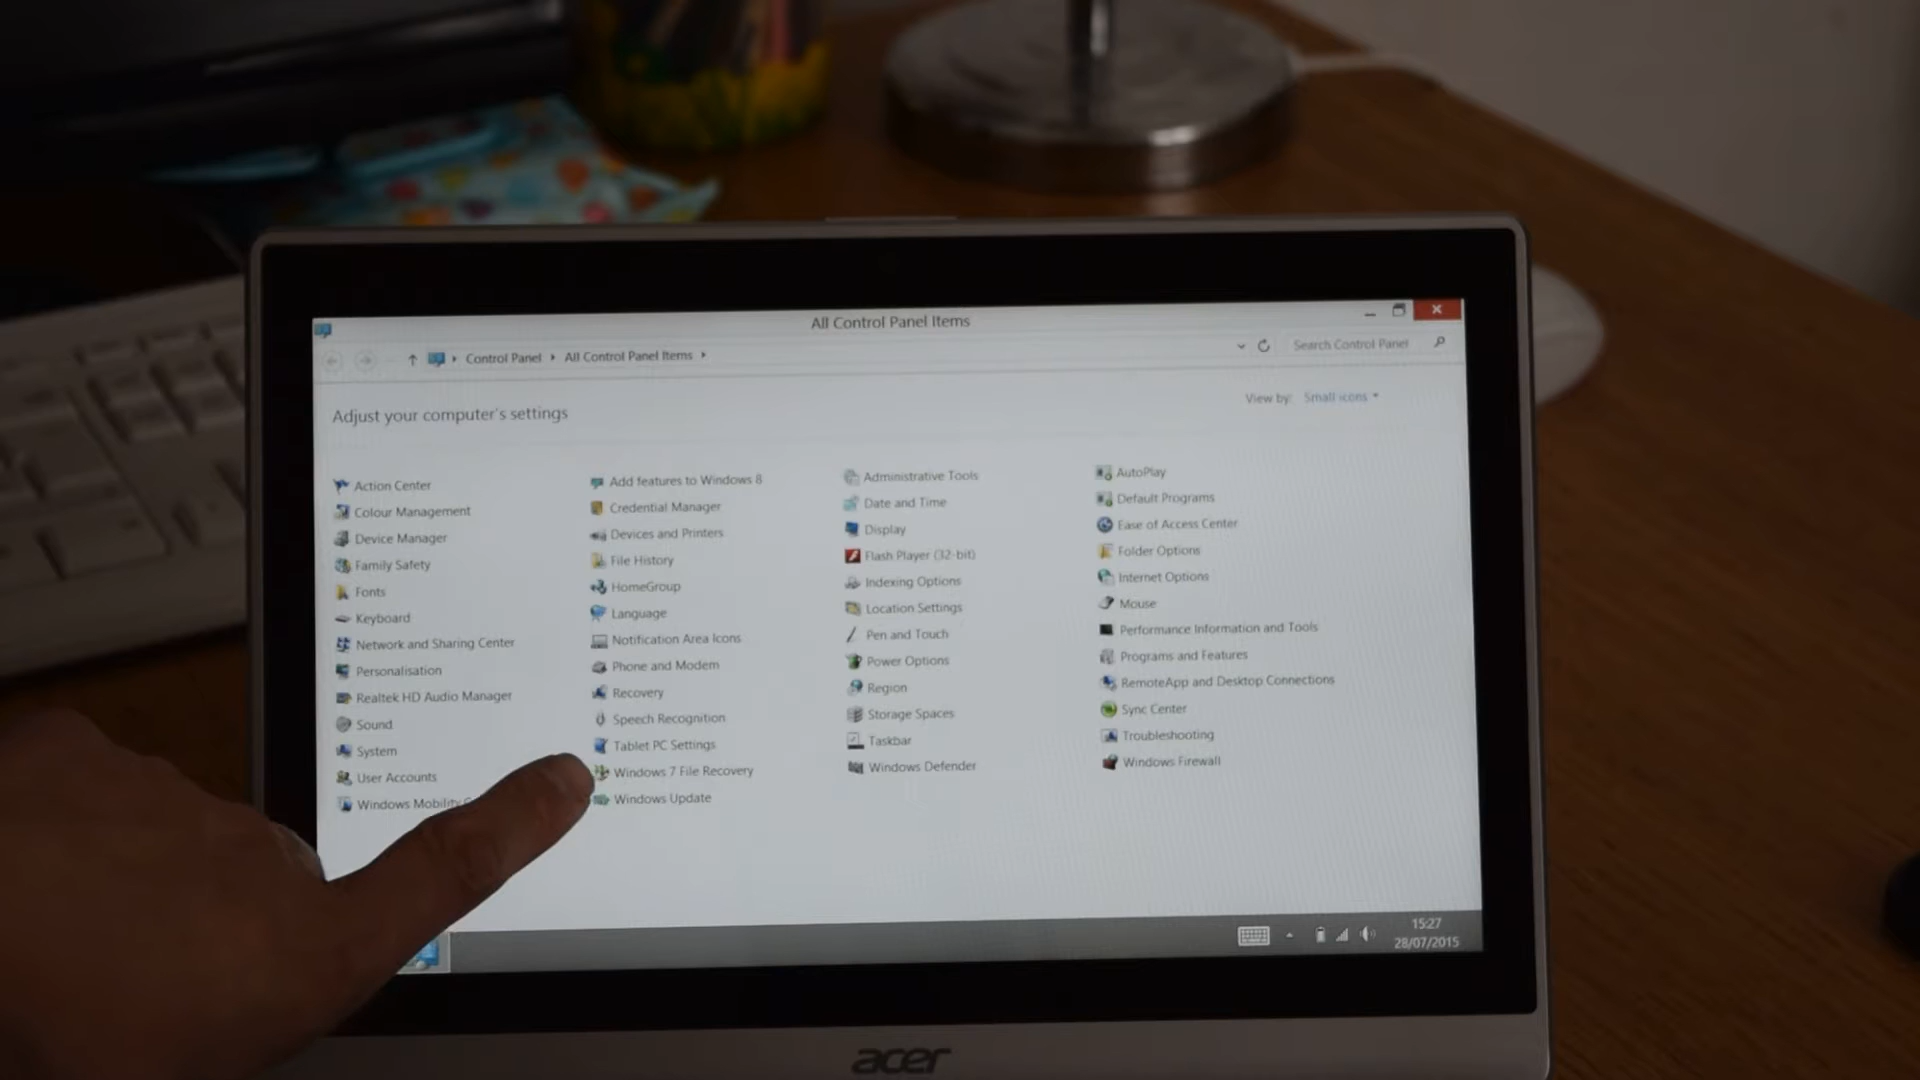 All Control Panel Items
Control Panel All Control Panel Items
Search Control Panel
View by: Small icons
Adjust your computer's settings
Action Center
Colour Management
Device Manager
Family Safety
Fonts
Keyboard
Network and Sharing Center
Personalisation
Realtek HD Audio Manager
Sound
System
User Accounts
Windows Mobility
Add features to Windows 8
Credential Manager
Devices and Printers
File History
HomeGroup
Language
Notification Area Icons
Phone and Modem
Recovery
Speech Recognition
Tablet PC Settings
Windows 7 File Recovery
Windows Update
Administrative Tools
Date and Time
Display
Flash Player (32-bit)
Indexing Options
Location Settings
Pen and Touch
Power Options
Region
Storage Spaces
Taskbar
Windows Defender
AutoPlay
Default Programs
Ease of Access Center
Folder Options
Internet Options
Mouse
Performance Information and Tools
Programs and Features
RemoteApp and Desktop Connections
Sync Center
Troubleshooting
Windows Firewall
15:27
28/07/2015
acer